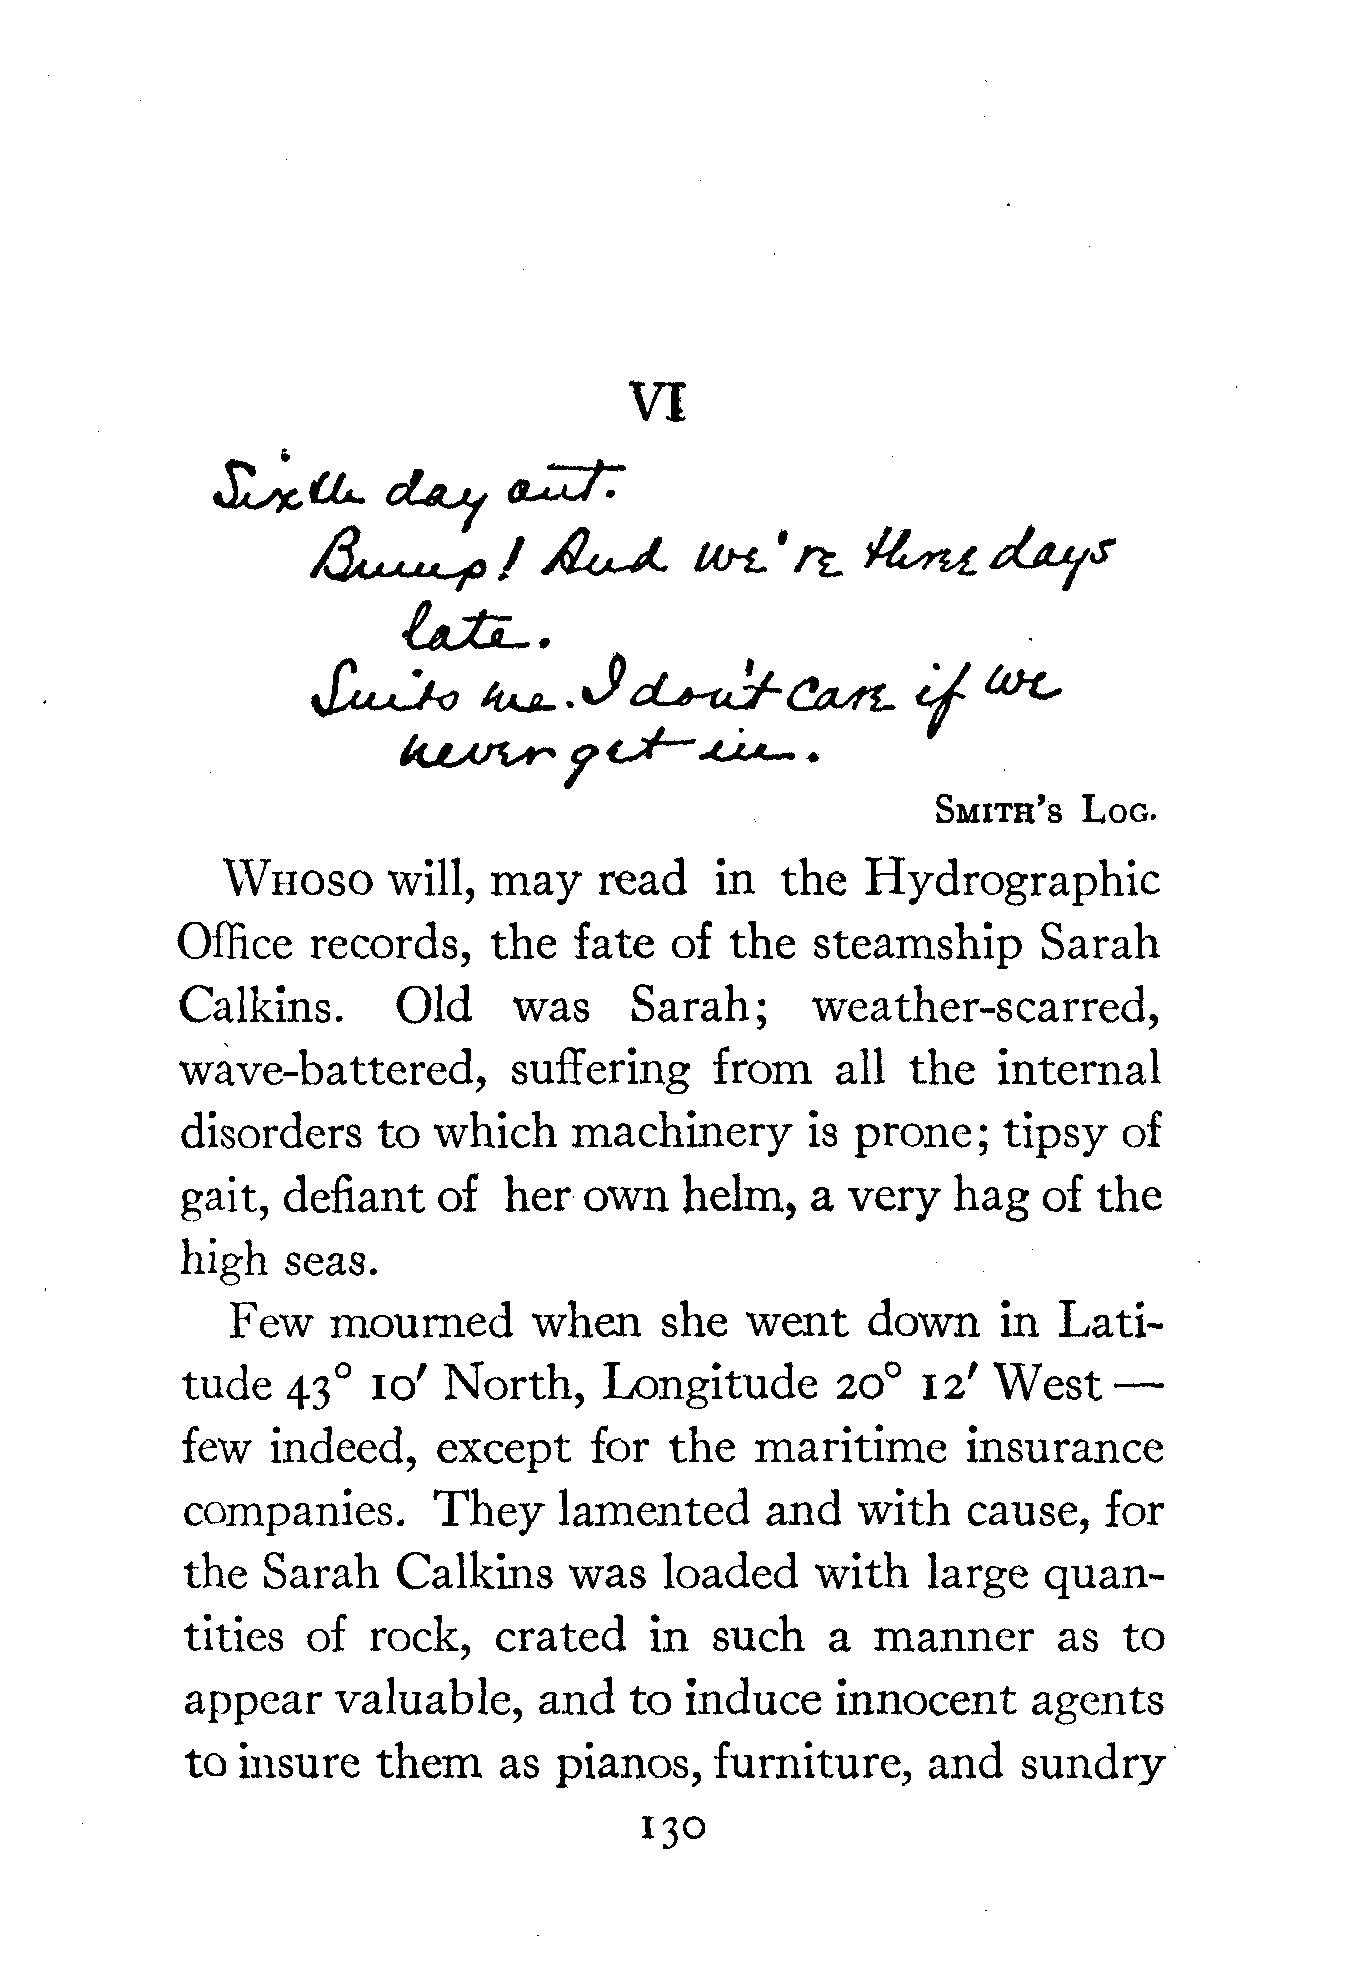 VI
Sixth day out.
Bump! And we're three days
late.
Suits me. I don't care if we
never get in.
SMITH'S LOG.
WHOSO will, may read in the Hydrographic
Office records, the fate of the steamship Sarah
Calkins. Old was Sarah; weather-scarred,
wave-battered, suffering from all the internal
disorders to which machinery is prone; tipsy of
gait, defiant of her own helm, a very hag of the
high seas.
Few mourned when she went down in Lati-
tude 43° 10′ North, Longitude 20° 12′ West —
few indeed, except for the maritime insurance
companies. They lamented and with cause, for
the Sarah Calkins was loaded with large quan-
tities of rock, crated in such a manner as to
appear valuable, and to induce innocent agents
to insure them as pianos, furniture, and sundry
130